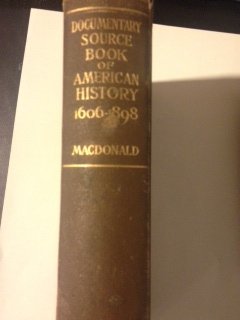 DOCUMENTARY
SOURCE
BOOK
OF
AMERICAN
HISTORY
1606-1898
MACDONALD